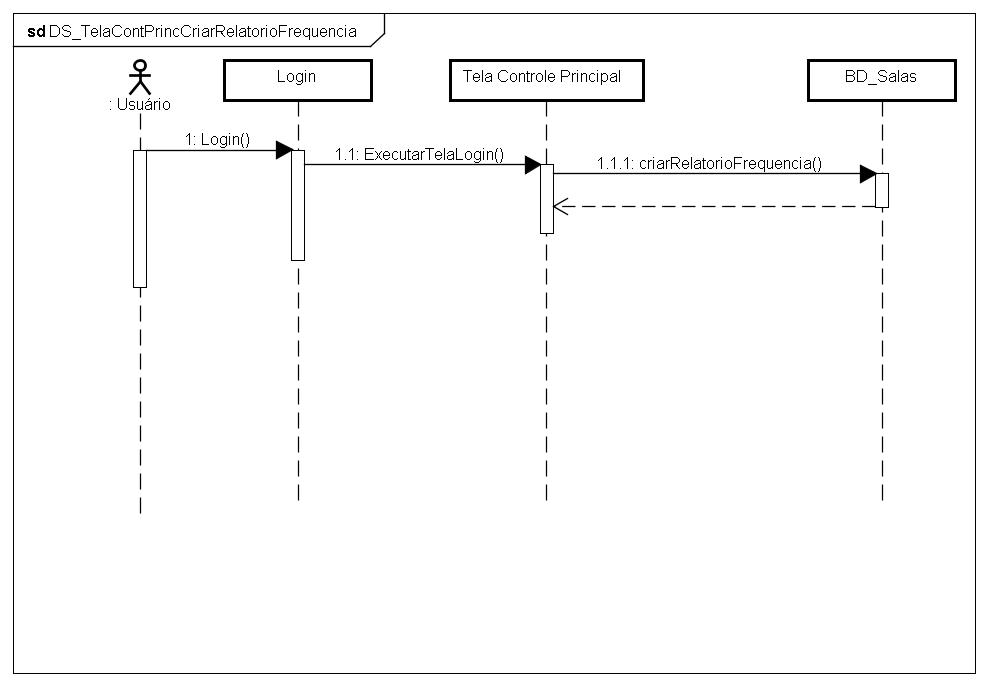 sd DS_TelaContPrincCriarRelatorioFrequencia
: Usuário
Login
Tela Controle Principal
BD_Salas
1: Login()
1.1: ExecutarTelaLogin()
1.1.1: criarRelatorioFrequencia()